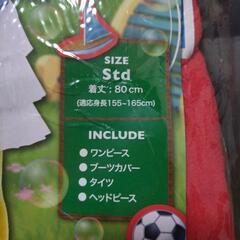 SIZE
Std
着丈：80cm
(適応身長155~165cm)
INCLUDE
●ワンピース
●ブーツカバー
●タイツ
●ヘッドピース